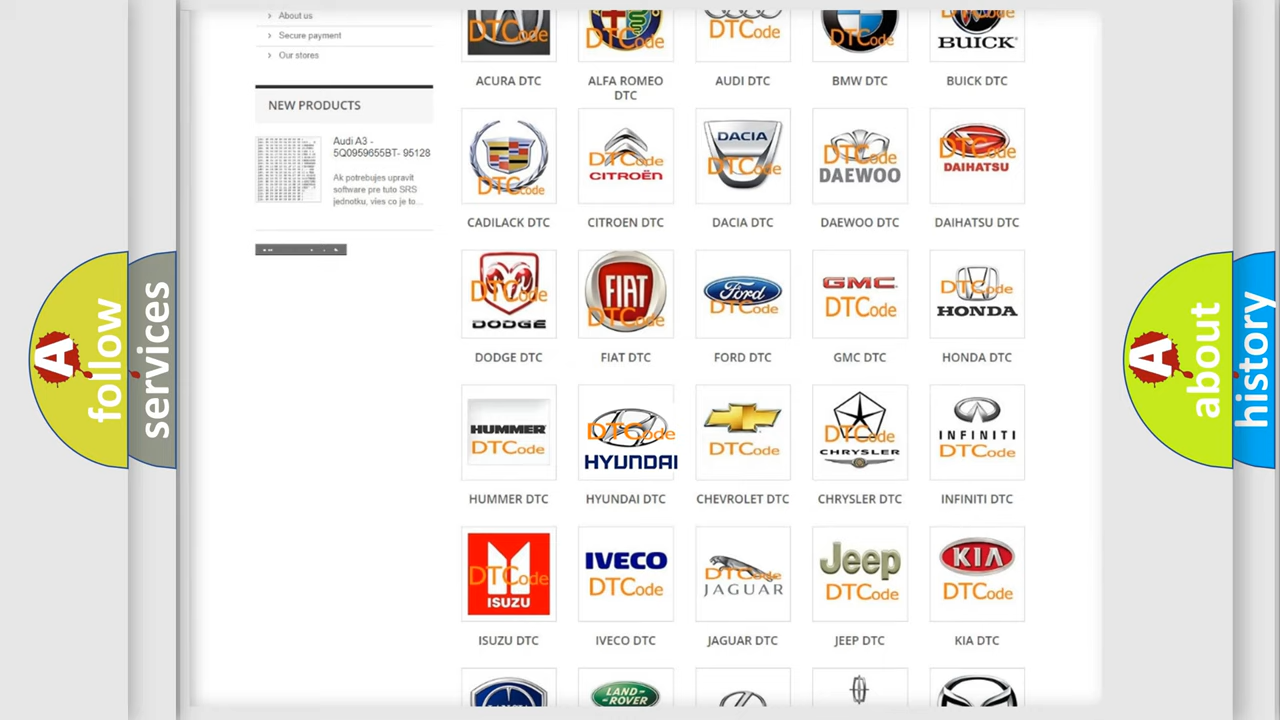 About us
Secure payment
Our stores
NEW PRODUCTS
Audi A3 -
5Q0959655BT- 95128
Ak potrebujes upravit
software pre tuto SRS
jednotku, vies co je to...
DTCode
DTCode
DTCode
DTCode
BUICK
ACURA DTC
ALFA ROMEO
DTC
AUDI DTC
BMW DTC
BUICK DTC
DTCode
DTCode
CITROËN
DACIA
DTCode
DTCode
DAEWOO
DTCode
DAIHATSU
CADILACK DTC
CITROEN DTC
DACIA DTC
DAEWOO DTC
DAIHATSU DTC
DTCode
DODGE
FIAT
DTCode
Ford
DTCode
GMC
DTCode
DTCode
HONDA
DODGE DTC
FIAT DTC
FORD DTC
GMC DTC
HONDA DTC
HUMMER
DTCode
DTCode
HYUNDAI
DTCode
DTCode
CHRYSLER
INFINITI
DTCode
HUMMER DTC
HYUNDAI DTC
CHEVROLET DTC
CHRYSLER DTC
INFINITI DTC
DTCode
ISUZU
IVECO
DTCode
DTCode
JAGUAR
Jeep
DTCode
KIA
DTCode
ISUZU DTC
IVECO DTC
JAGUAR DTC
JEEP DTC
KIA DTC
LAND-
ROVER
A
follow
services
A
about
history